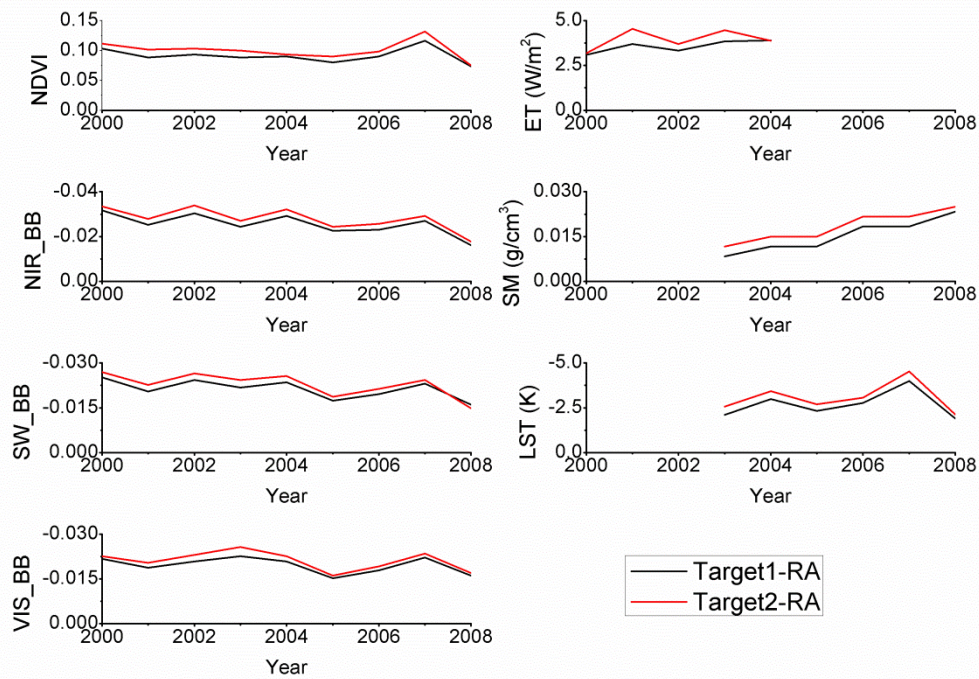 NDVI
0.15
0.10
0.05
0.00
2000 2002 2004 2006 2008
Year
ET (W/m²)
5.0
2.5
0.0
2000 2002 2004 2006 2008
Year
NIR_BB
-0.04
-0.02
0.00
2000 2002 2004 2006 2008
Year
SM (g/cm³)
0.030
0.015
0.000
2000 2002 2004 2006 2008
Year
SW_BB
-0.030
-0.015
0.000
2000 2002 2004 2006 2008
Year
LST (K)
-5.0
-2.5
0.0
2000 2002 2004 2006 2008
Year
VIS_BB
-0.030
-0.015
0.000
2000 2002 2004 2006 2008
Year
Target1-RA
Target2-RA